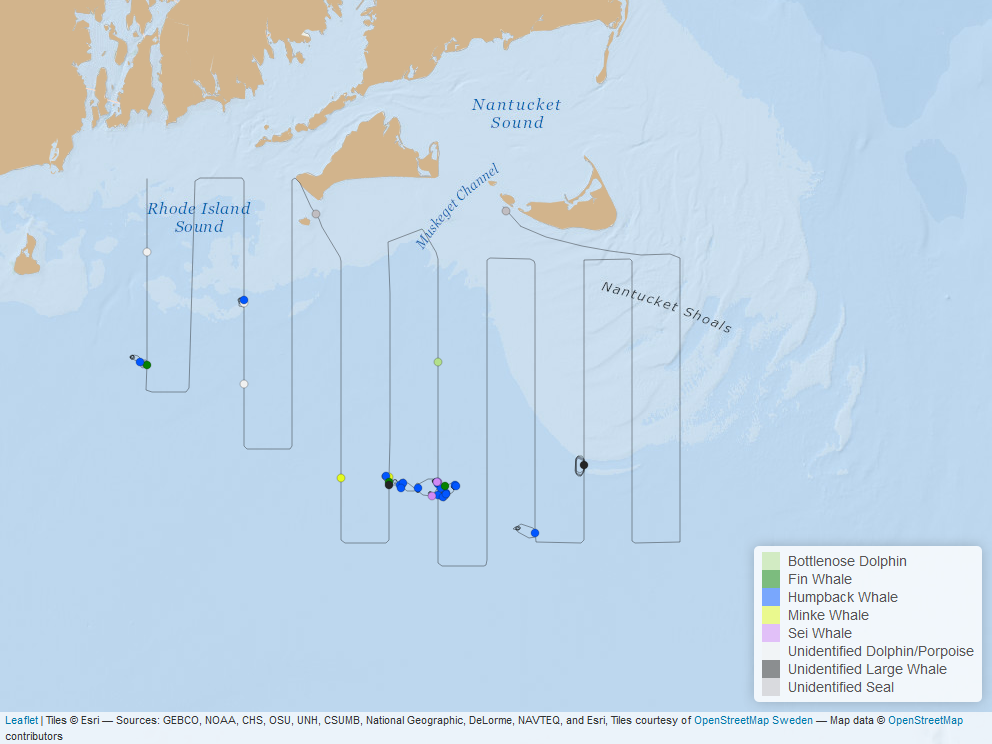 Nantucket
Sound
Muskeget Channel
Rhode Island
Sound
Nantucket Shoals
Bottlenose Dolphin
Fin Whale
Humpback Whale
Minke Whale
Sei Whale
Unidentified Dolphin/Porpoise
Unidentified Large Whale
Unidentified Seal
Leaflet | Tiles © Esri — Sources: GEBCO, NOAA, CHS, OSU, UNH, CSUMB, National Geographic, DeLorme, NAVTEQ, and Esri, Tiles courtesy of OpenStreetMap Sweden — Map data © OpenStreetMap
contributors